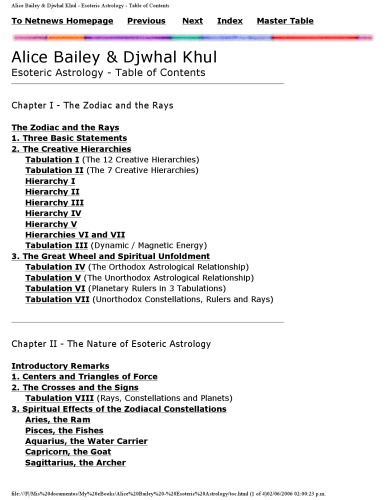 Alice Bailey & Djwhal Khul - Esoteric Astrology - Table of Contents
To Netnews Homepage Previous Next Index Master Table
Alice Bailey & Djwhal Khul
Esoteric Astrology - Table of Contents
Chapter I - The Zodiac and the Rays
The Zodiac and the Rays
1. Three Basic Statements
2. The Creative Hierarchies
Tabulation I (The 12 Creative Hierarchies)
Tabulation II (The 7 Creative Hierarchies)
Hierarchy I
Hierarchy II
Hierarchy III
Hierarchy IV
Hierarchy V
Hierarchies VI and VII
Tabulation III (Dynamic / Magnetic Energy)
3. The Great Wheel and Spiritual Unfoldment
Tabulation IV (The Orthodox Astrological Relationship)
Tabulation V (The Unorthodox Astrological Relationship)
Tabulation VI (Planetary Rulers in 3 Tabulations)
Tabulation VII (Unorthodox Constellations, Rulers and Rays)
Chapter II - The Nature of Esoteric Astrology
Introductory Remarks
1. Centers and Triangles of Force
2. The Crosses and the Signs
Tabulation VIII (Rays, Constellations and Planets)
3. Spiritual Effects of the Zodiacal Constellations
Aries, the Ram
Pisces, the Fishes
Aquarius, the Water Carrier
Capricorn, the Goat
Sagittarius, the Archer
file:///F|/Mis%20documentos/My%20eBooks/Alice%20Bailey%20-%20Esoteric%20Astrology/toc.html (1 of 4)02/06/2006 02:00:23 p.m.